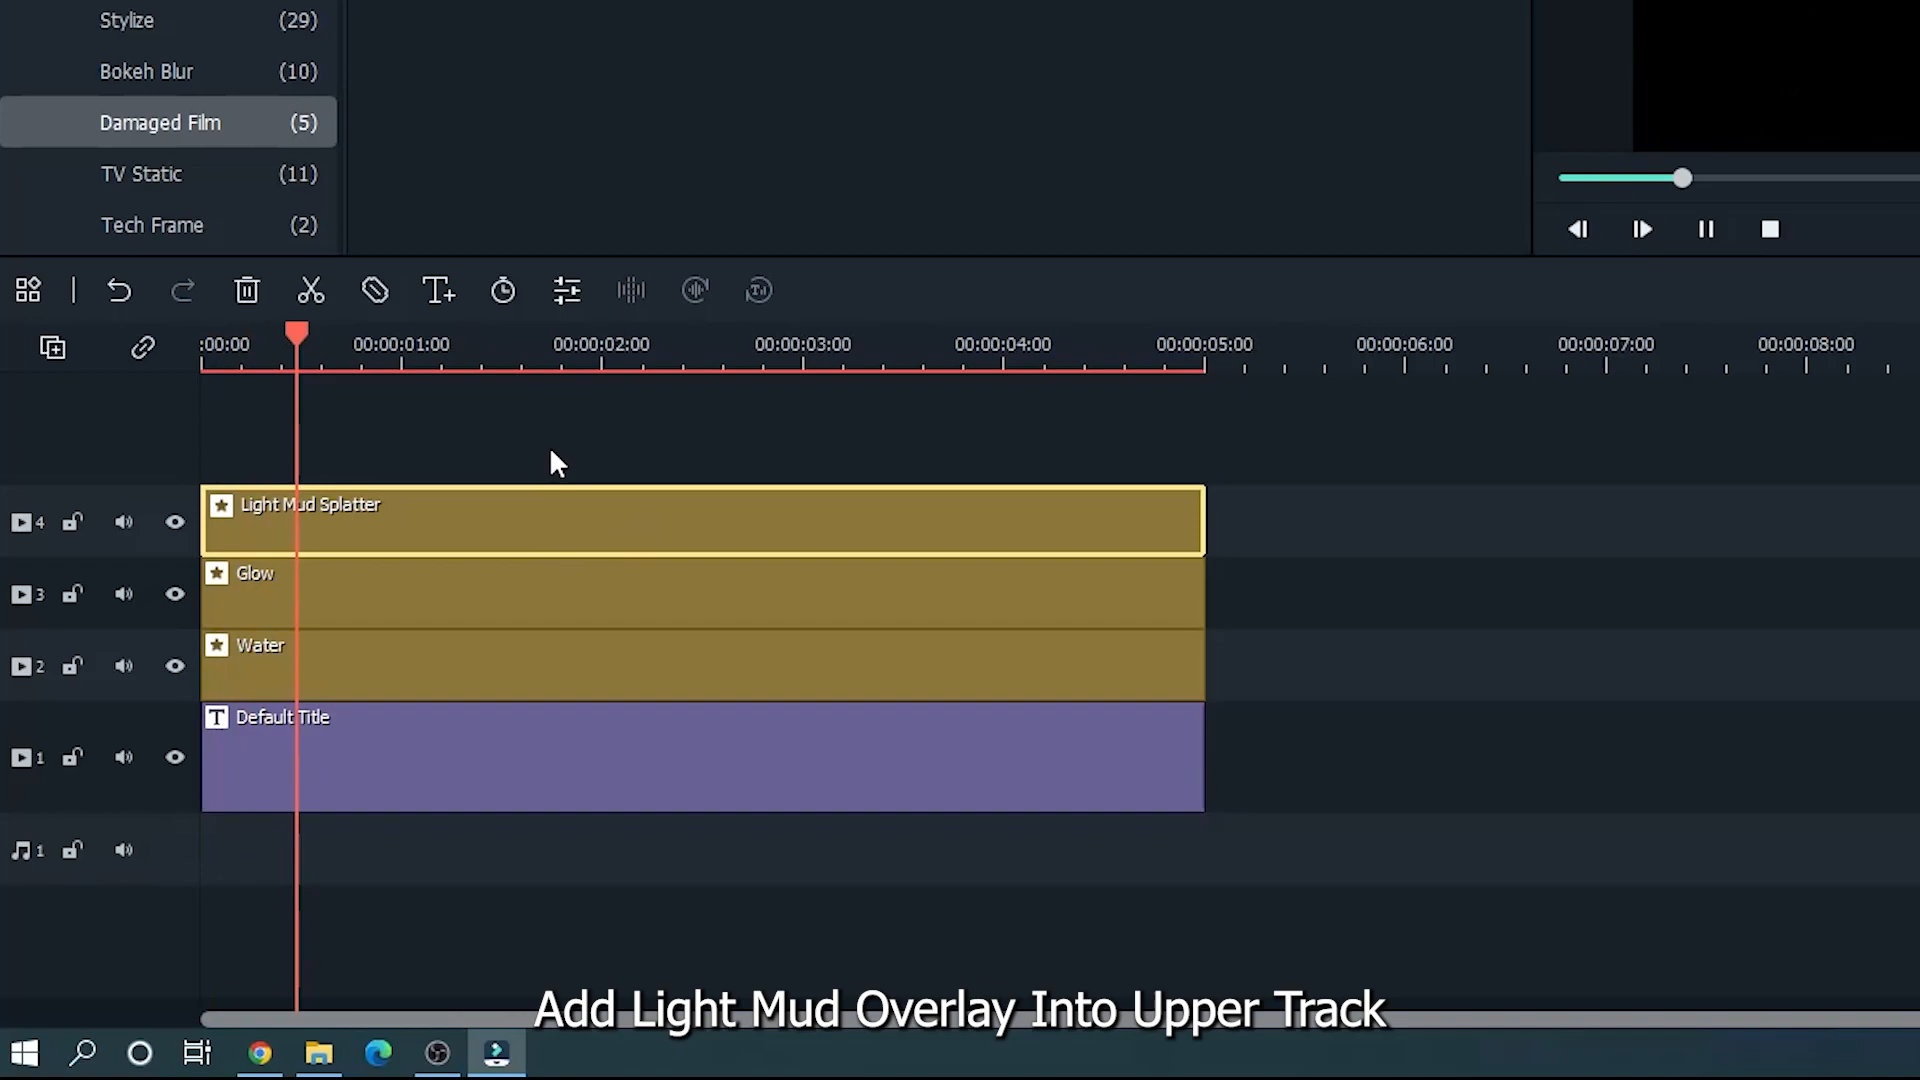 Stylize (29)
Bokeh Blur (10)
Damaged Film (5)
TV Static (11)
Tech Frame (2)
:00:00 00:00:01:00 00:00:02:00 00:00:03:00 00:00:04:00 00:00:05:00 00:00:06:00 00:00:07:00 00:00:08:00
4 Light Mud Splatter
3 Glow
2 Water
1 Default Title
1
Add Light Mud Overlay Into Upper Track